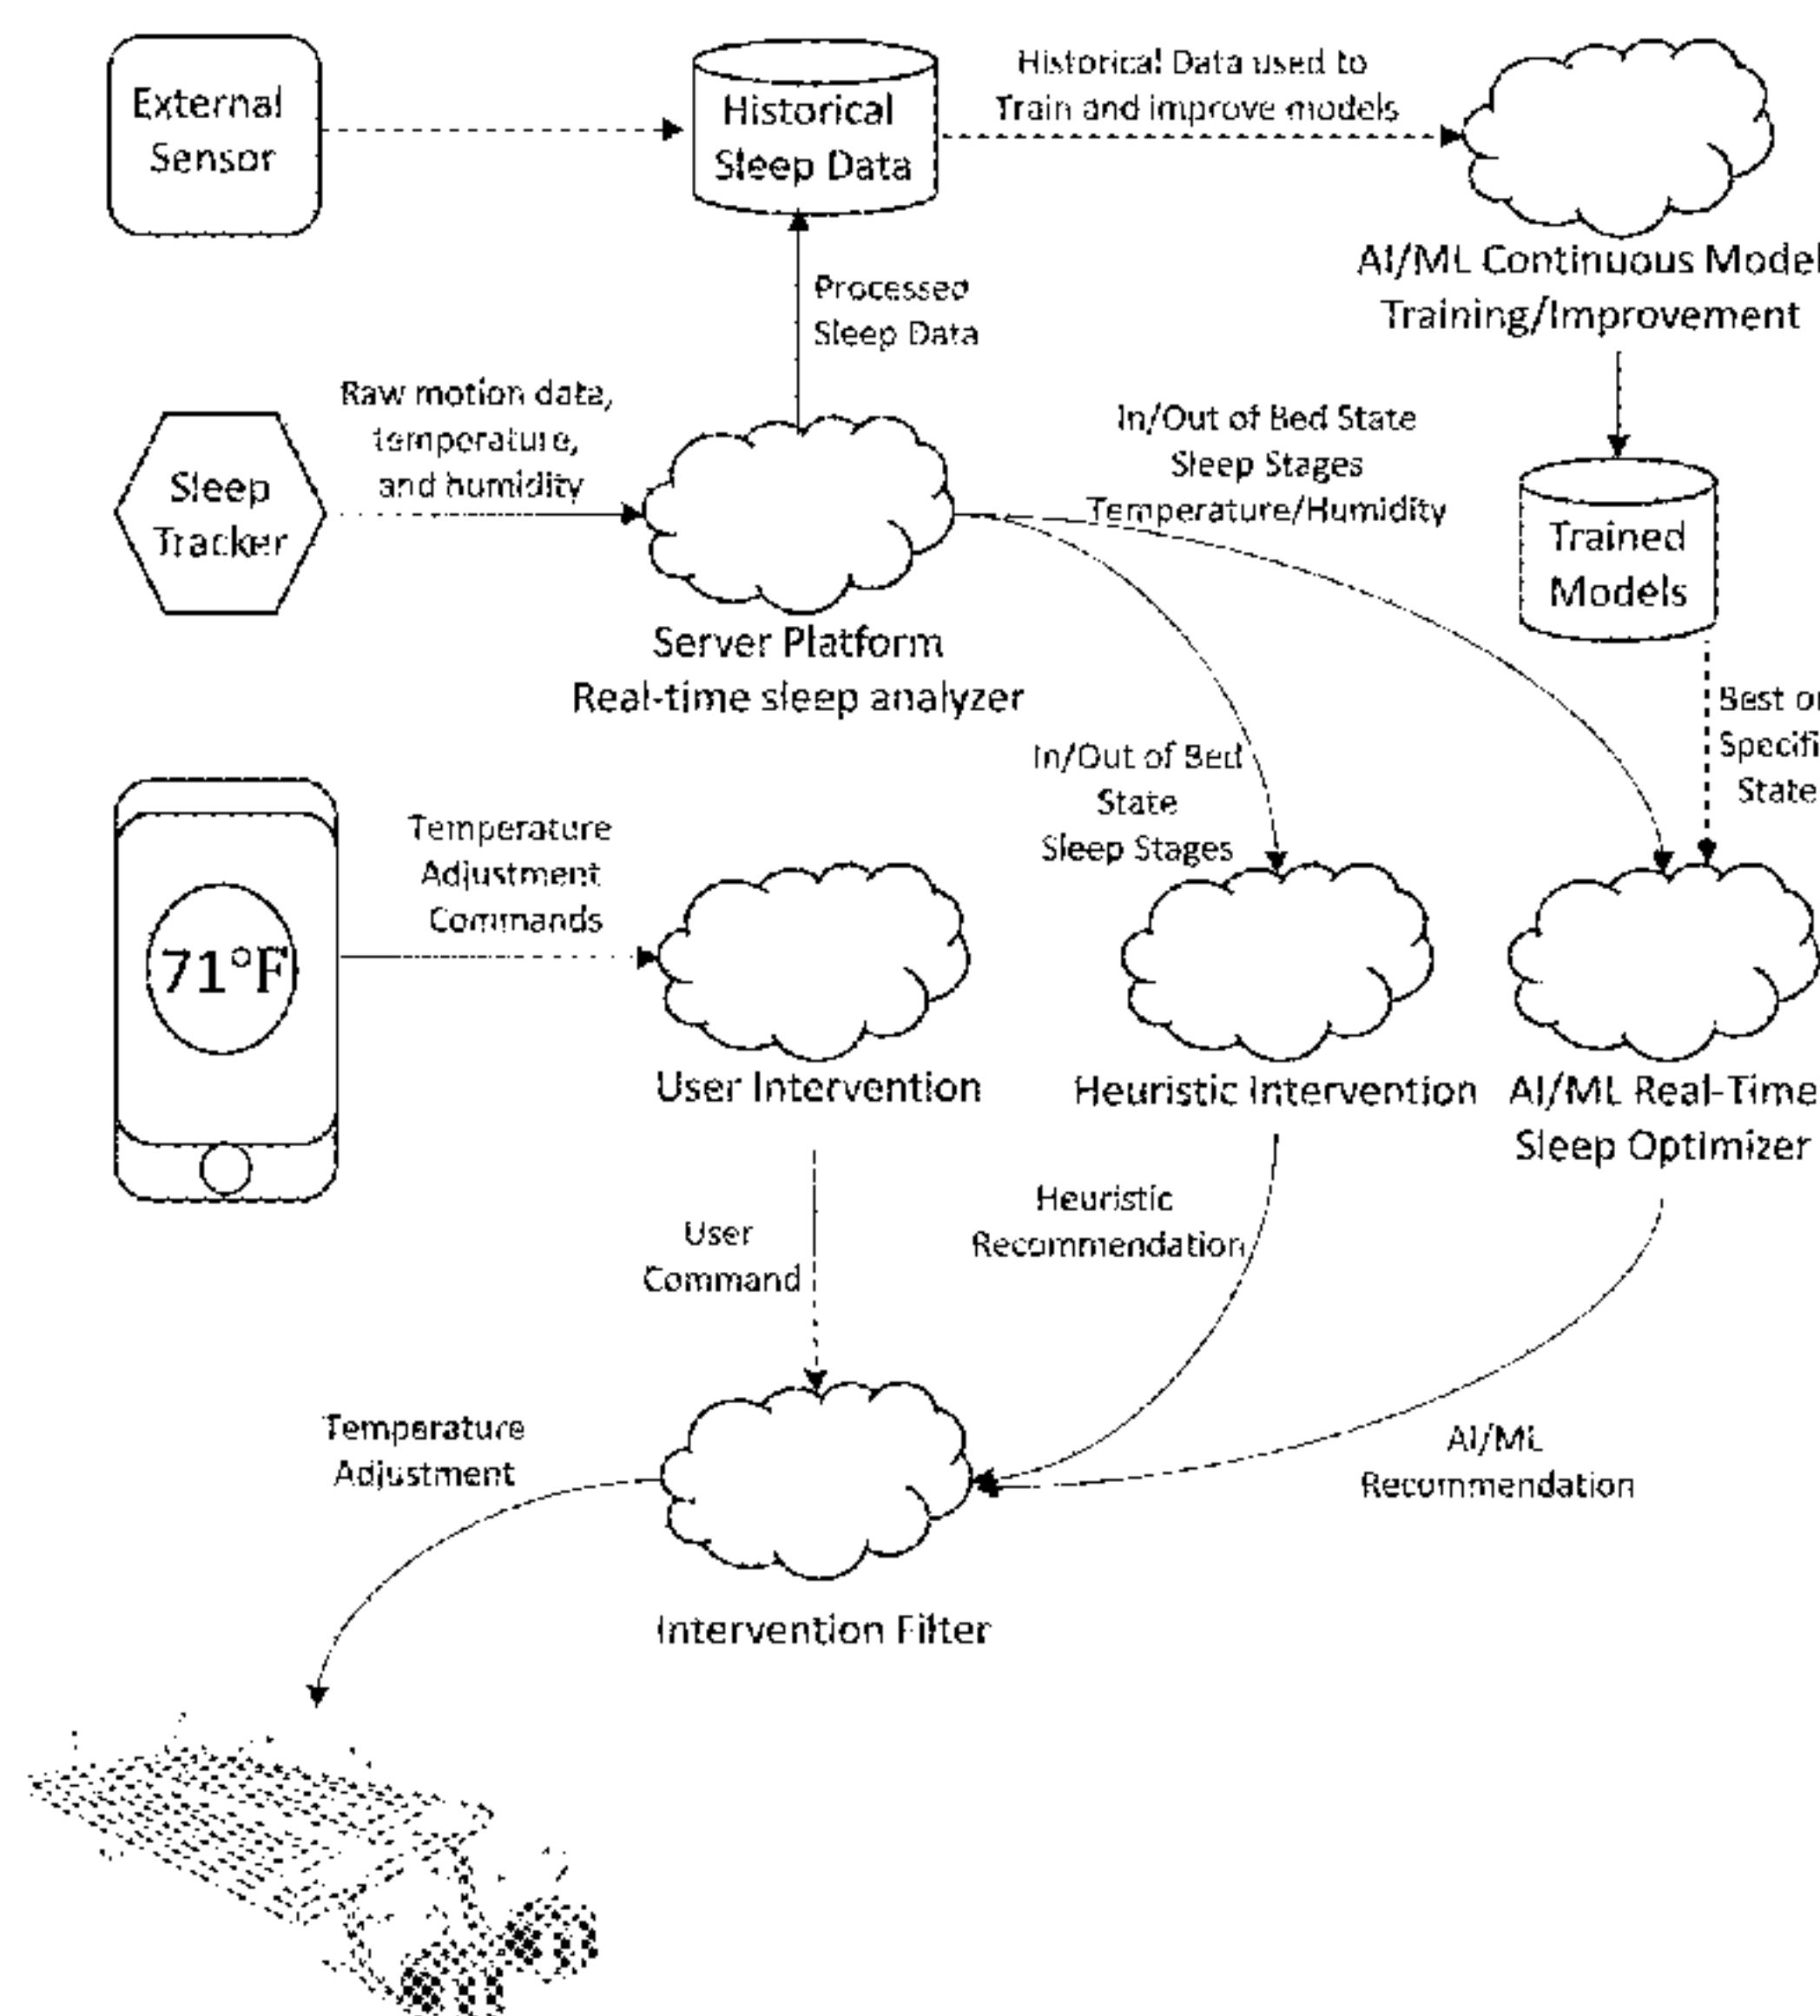 External
Sensor
Historical
Sleep Data
Historical Data used to
Train and improve models
AI/ML Continuous Model
Training/Improvement
Processed
Sleep Data
Sleep
Tracker
Raw motion data,
temperature,
and humidity
Server Platform
Real-time sleep analyzer
In/Out of Bed State
Sleep Stages
Temperature/Humidity
Trained
Models
Best
State
In/Out of Bed
State
Sleep Stages
71°F
Temperature
Adjustment
Commands
User Intervention
Heuristic Intervention
AI/ML Real-Time
Sleep Optimizer
User
Command
Heuristic
Recommendation
AI/ML
Recommendation
Temperature
Adjustment
Intervention Filter